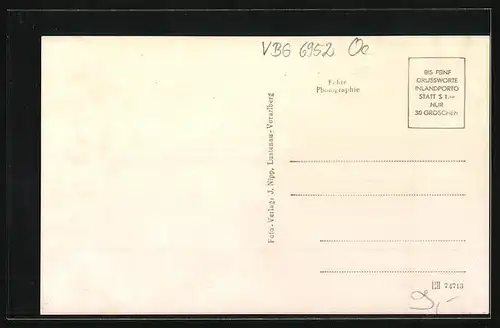 VBG 6952 Oe
Echte
Photographie
BIS FÜNF
GRUSSWORTE
INLANDPORTO
STATT S 1.—
NUR
30 GROSCHEN
Foto-Verlag, J. Nipp, Lustenau-Vorarlberg
74713